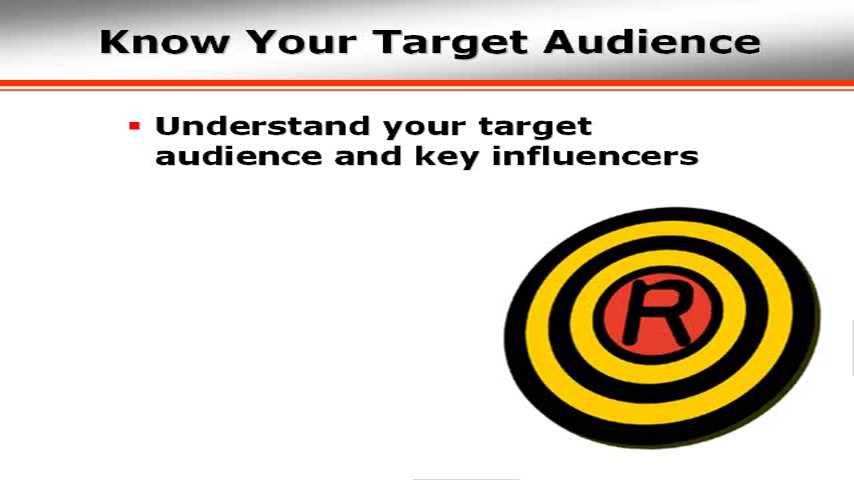 Know Your Target Audience
Understand your target
audience and key influencers
R